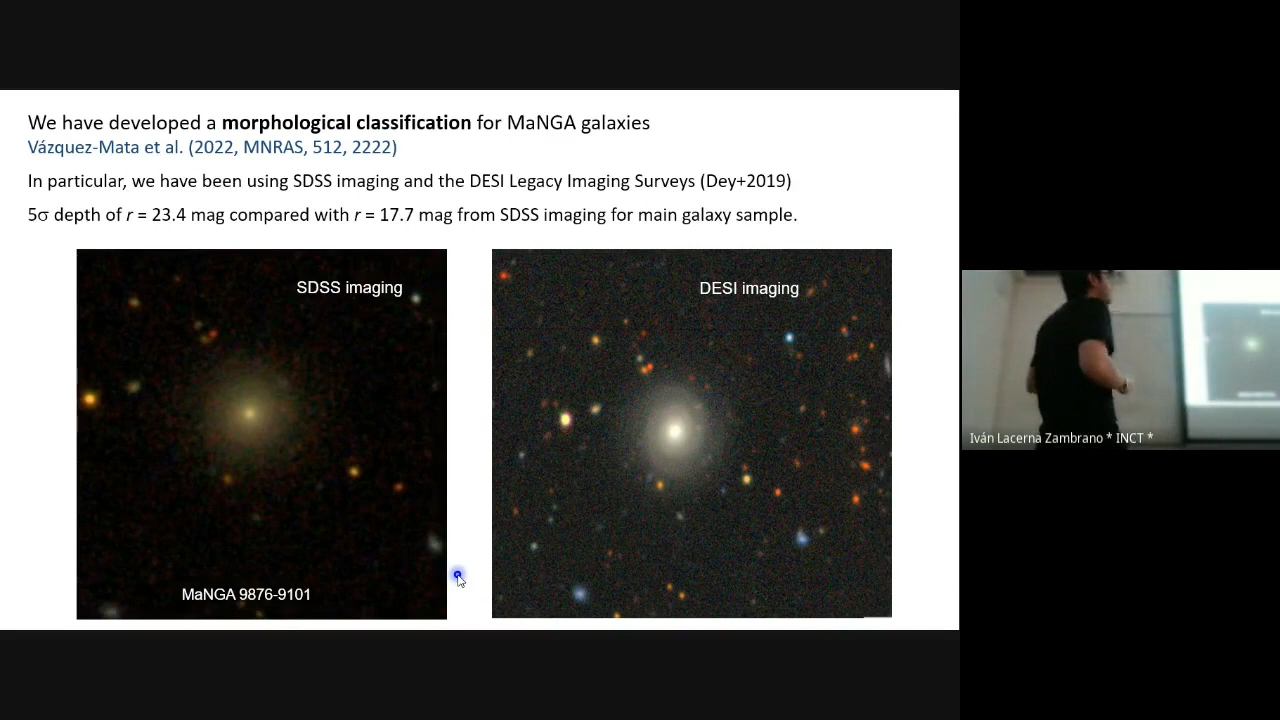 We have developed a morphological classification for MaNGA galaxies
Vázquez-Mata et al. (2022, MNRAS, 512, 2222)
In particular, we have been using SDSS imaging and the DESI Legacy Imaging Surveys (Dey+2019)
5σ depth of r = 23.4 mag compared with r = 17.7 mag from SDSS imaging for main galaxy sample.
SDSS imaging
DESI imaging
MaNGA 9876-9101
Iván Lacerna Zambrano * INCT *